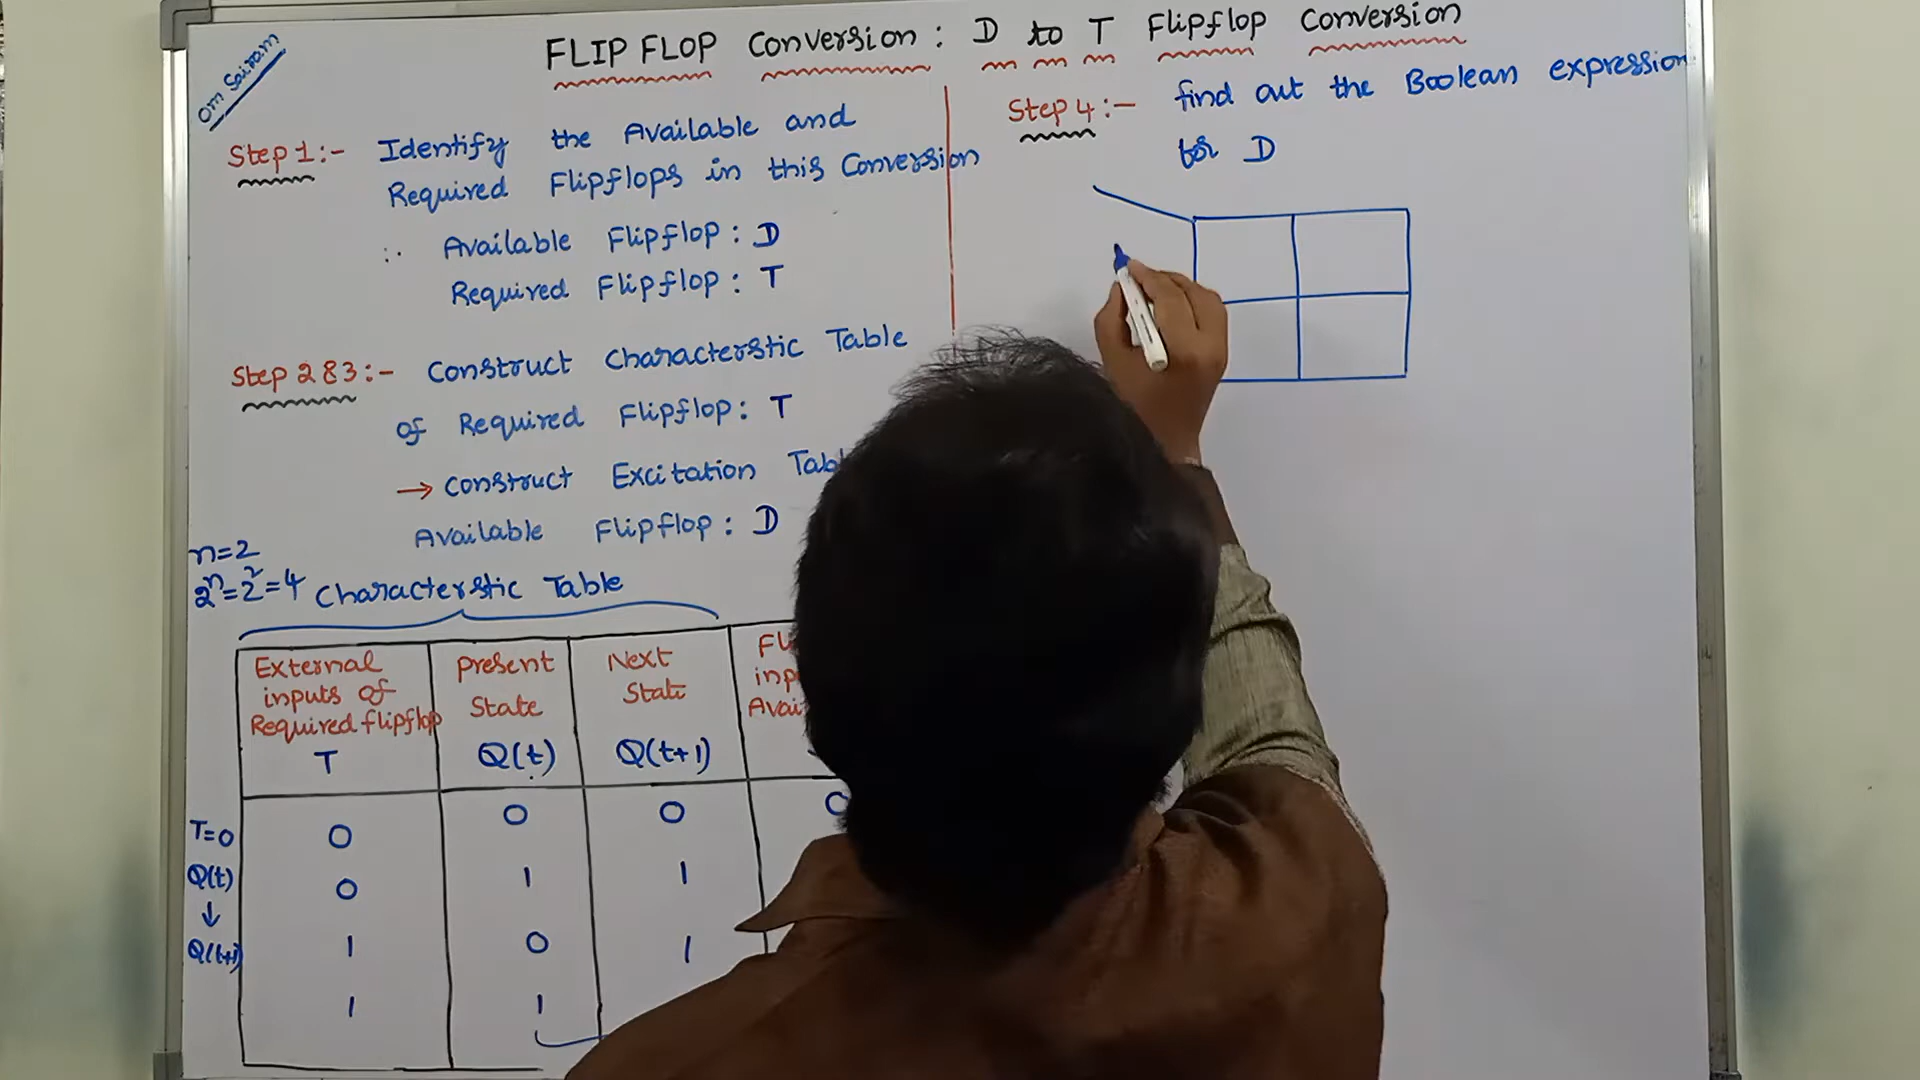 Om Sairam
FLIP FLOP Conversion: D to T Flipflop Conversion
Step 1:- Identify the Available and
Required Flipflops in this Conversion
∴ Available Flipflop: D
Required Flipflop: T
Step 2&3:- Construct Characterstic Table
of Required Flipflop: T
→ Construct Excitation
Available Flipflop: D
n=2
2^n=2^2=4 Characterstic Table
External inputs of Required flipflop T
Present State Q(t)
Next State Q(t+1)
T=0 0 0 0 0
Q(t) 0 1 1
↓
Q(t+1) 1 0 1
1 1
Step 4:- find out the Boolean expression
for D